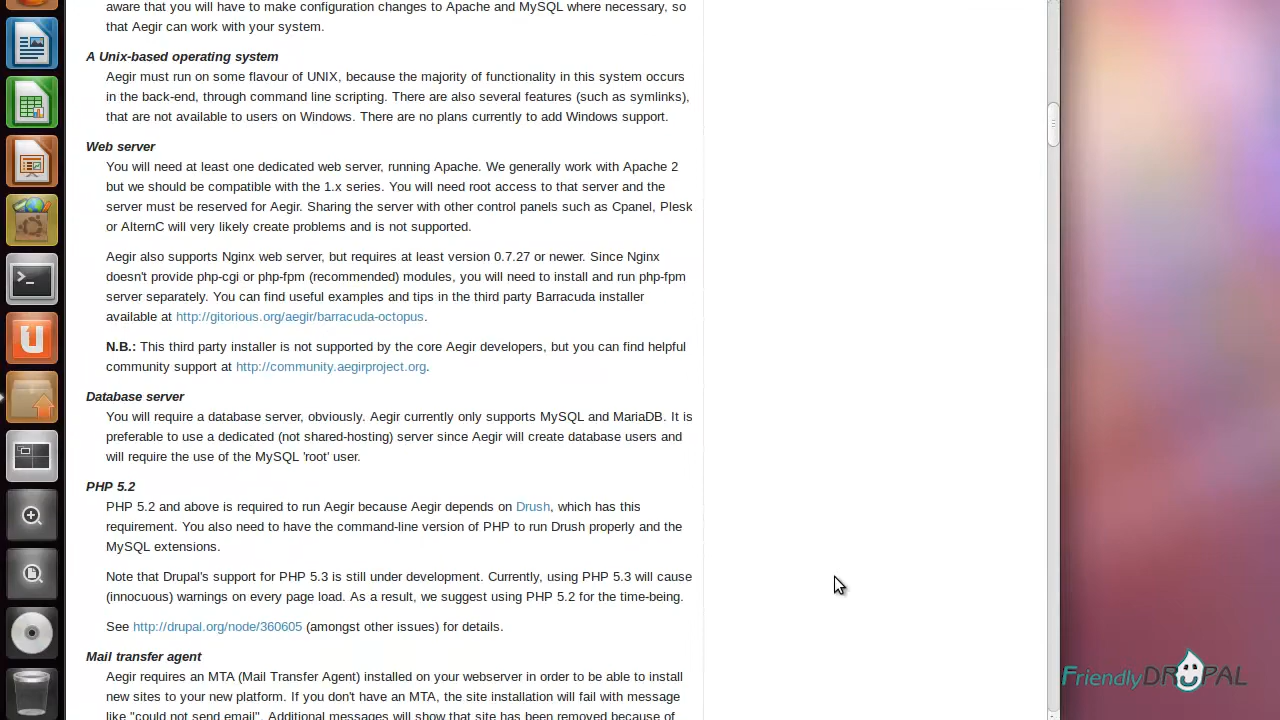 aware that you will have to make configuration changes to Apache and MySQL where necessary, so
that Aegir can work with your system.
A Unix-based operating system
Aegir must run on some flavour of UNIX, because the majority of functionality in this system occurs
in the back-end, through command line scripting. There are also several features (such as symlinks),
that are not available to users on Windows. There are no plans currently to add Windows support.
Web server
You will need at least one dedicated web server, running Apache. We generally work with Apache 2
but we should be compatible with the 1.x series. You will need root access to that server and the
server must be reserved for Aegir. Sharing the server with other control panels such as Cpanel, Plesk
or AlternC will very likely create problems and is not supported.
Aegir also supports Nginx web server, but requires at least version 0.7.27 or newer. Since Nginx
doesn't provide php-cgi or php-fpm (recommended) modules, you will need to install and run php-fpm
server separately. You can find useful examples and tips in the third party Barracuda installer
available at http://gitorious.org/aegir/barracuda-octopus.
N.B.: This third party installer is not supported by the core Aegir developers, but you can find helpful
community support at http://community.aegirproject.org.
Database server
You will require a database server, obviously. Aegir currently only supports MySQL and MariaDB. It is
preferable to use a dedicated (not shared-hosting) server since Aegir will create database users and
will require the use of the MySQL 'root' user.
PHP 5.2
PHP 5.2 and above is required to run Aegir because Aegir depends on Drush, which has this
requirement. You also need to have the command-line version of PHP to run Drush properly and the
MySQL extensions.
Note that Drupal's support for PHP 5.3 is still under development. Currently, using PHP 5.3 will cause
(innocuous) warnings on every page load. As a result, we suggest using PHP 5.2 for the time-being.
See http://drupal.org/node/360605 (amongst other issues) for details.
Mail transfer agent
Aegir requires an MTA (Mail Transfer Agent) installed on your webserver in order to be able to install
new sites to your new platform. If you don't have an MTA, the site installation will fail with message
like "could not send email". Additional messages will show that site has been removed because of
FriendlyDRUPAL